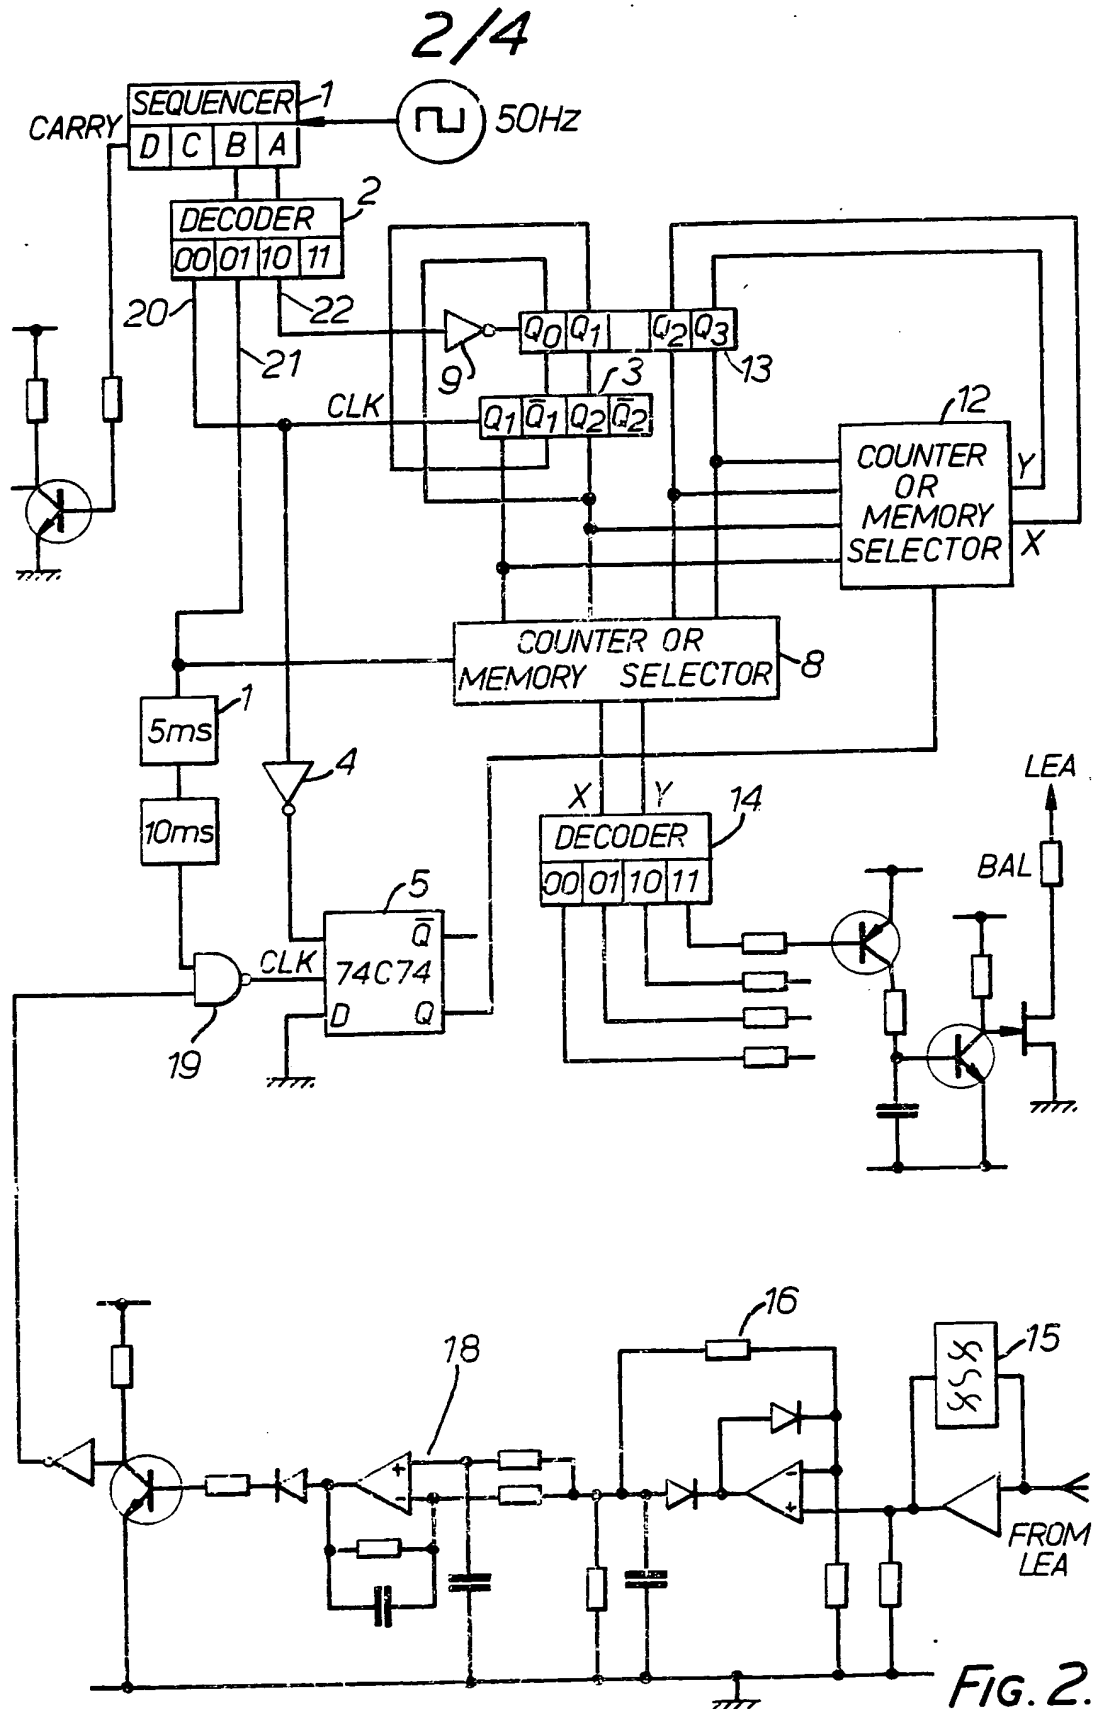 2/4
SEQUENCER
1
CARRY
D C B A
50Hz
DECODER
2
00 01 10 11
20
22
21
9
Q0 Q1 Q2 Q3
13
3
CLK
Q1 Q̅1 Q2 Q̅2
12
COUNTER
OR
MEMORY
SELECTOR
Y
X
COUNTER OR
MEMORY SELECTOR
8
1
5ms
10ms
4
X Y
14
DECODER
00 01 10 11
LEA
BAL
5
Q̅
CLK
74C74
D Q
19
16
15
18
+
-
-
+
FROM
LEA
FIG. 2.